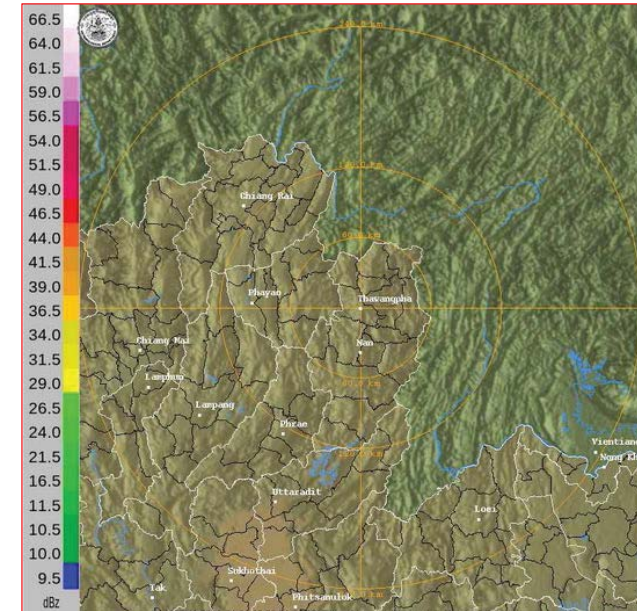 66.5
64.0
61.5
59.0
56.5
54.0
51.5
49.0
46.5
44.0
41.5
39.0
36.5
34.0
31.5
29.0
26.5
24.0
21.5
16.5
11.5
10.5
10.0
9.5
dBz
Chiang Rai
Phayao
Thawangpha
Chiang Mai
Nan
Lamphun
Lampang
Phrae
Vientiane
Uttaradit
Loei
Sukhothai
Tak
Phitsanulok